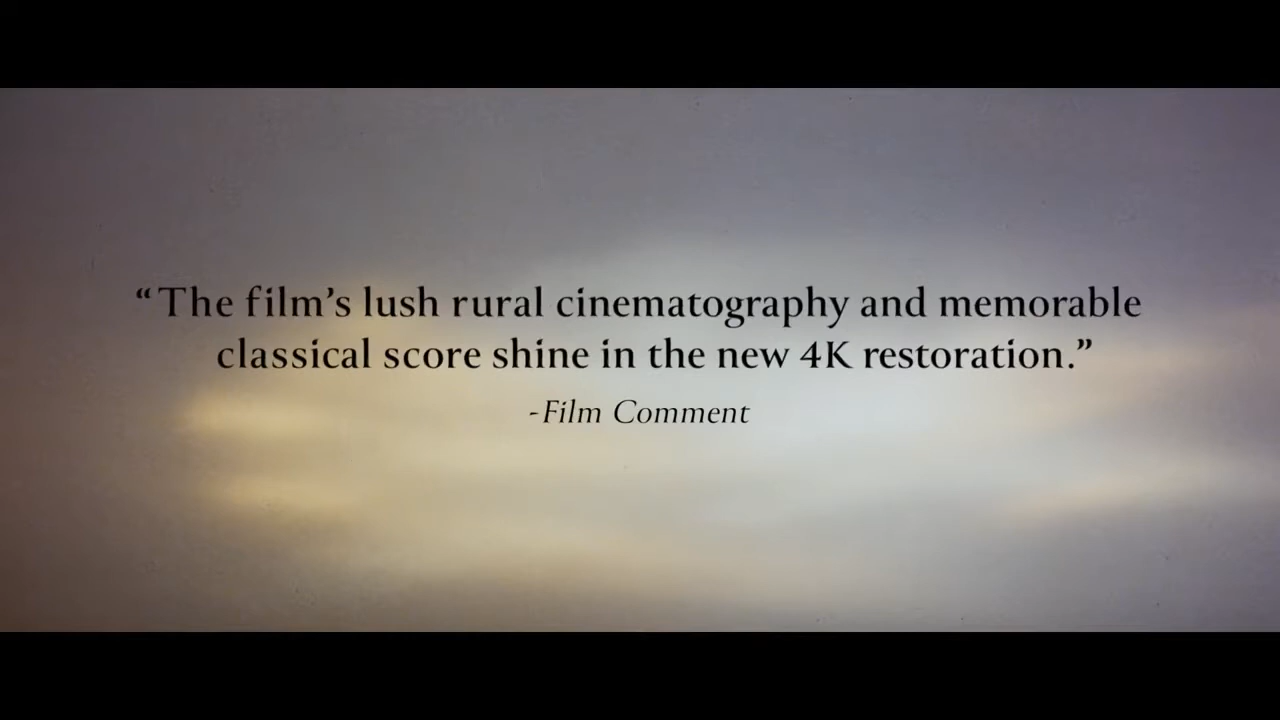 “The film’s lush rural cinematography and memorable
classical score shine in the new 4K restoration.”
-Film Comment